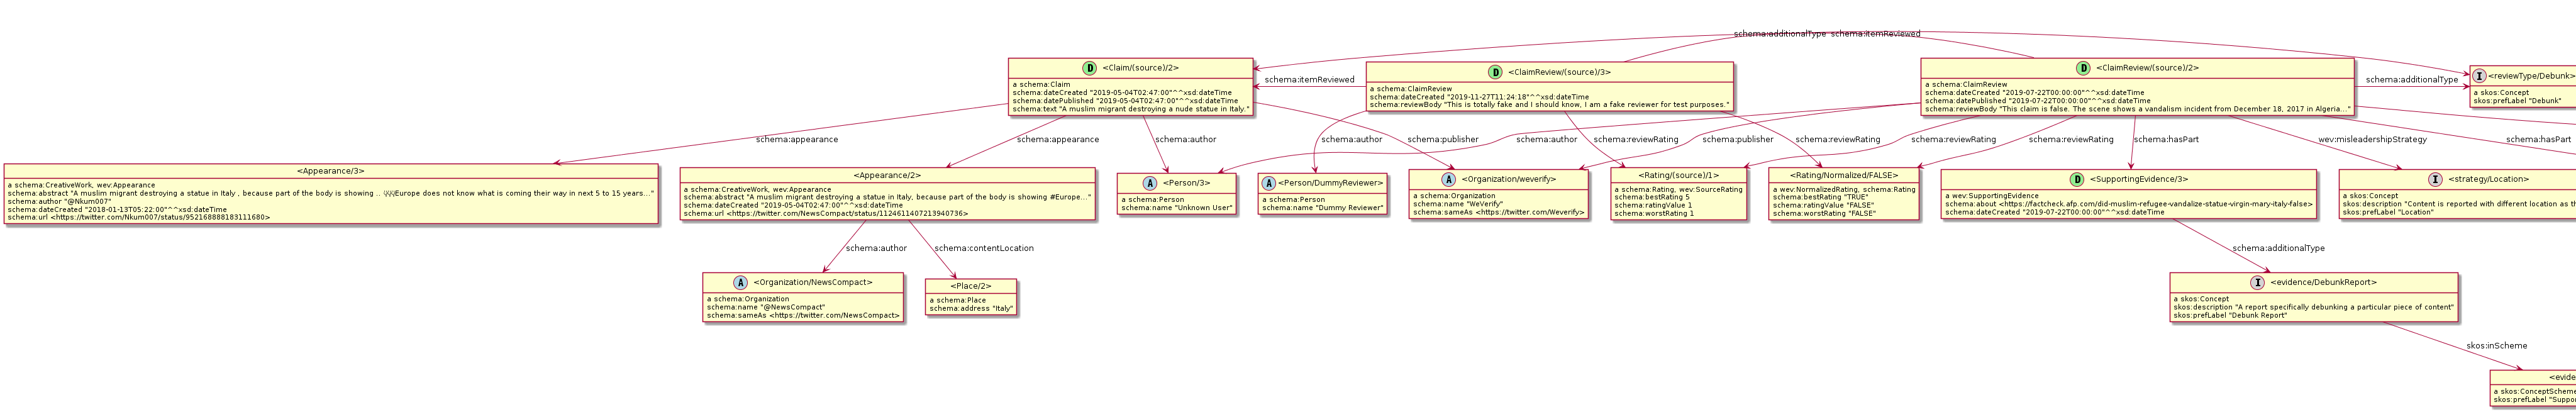 schema:additionalType schema:itemReviewed
D <Claim/(source)/2>
a schema:Claim
schema:dateCreated "2019-05-04T02:47:00"^^xsd:dateTime
schema:datePublished "2019-05-04T02:47:00"^^xsd:dateTime
schema:text "A muslim migrant destroying a nude statue in Italy."
schema:itemReviewed
D <ClaimReview/(source)/3>
a schema:ClaimReview
schema:dateCreated "2019-11-27T11:24:18"^^xsd:dateTime
schema:reviewBody "This is totally fake and I should know, I am a fake reviewer for test purposes."
D <ClaimReview/(source)/2>
a schema:ClaimReview
schema:dateCreated "2019-07-22T00:00:00"^^xsd:dateTime
schema:datePublished "2019-07-22T00:00:00"^^xsd:dateTime
schema:reviewBody "This claim is false. The scene shows a vandalism incident from December 18, 2017 in Algeria..."
schema:additionalType
I <reviewType/Debunk>
a skos:Concept
skos:prefLabel "Debunk"
schema:appearance
schema:appearance
schema:author
schema:publisher
schema:author
schema:reviewRating
schema:publisher
schema:reviewRating
schema:author
schema:reviewRating
schema:reviewRating
schema:hasPart
wev:misleadershipStrategy
schema:hasPart
<Appearance/3>
a schema:CreativeWork, wev:Appearance
schema:abstract "A muslim migrant destroying a statue in Italy , because part of the body is showing .. Europe does not know what is coming their way in next 5 to 15 years..."
schema:author "@Nkum007"
schema:dateCreated "2018-01-13T05:22:00"^^xsd:dateTime
schema:url <https://twitter.com/Nkum007/status/952168888183111680>
<Appearance/2>
a schema:CreativeWork, wev:Appearance
schema:abstract "A muslim migrant destroying a statue in Italy, because part of the body is showing #Europe..."
schema:dateCreated "2019-05-04T02:47:00"^^xsd:dateTime
schema:url <https://twitter.com/NewsCompact/status/1124611407213940736>
A <Person/3>
a schema:Person
schema:name "Unknown User"
A <Person/DummyReviewer>
a schema:Person
schema:name "Dummy Reviewer"
A <Organization/weverify>
a schema:Organization
schema:name "WeVerify"
schema:sameAs <https://twitter.com/Weverify>
<Rating/(source)/1>
a schema:Rating, wev:SourceRating
schema:bestRating 5
schema:ratingValue 1
schema:worstRating 1
<Rating/Normalized/FALSE>
a wev:NormalizedRating, schema:Rating
schema:bestRating "TRUE"
schema:ratingValue "FALSE"
schema:worstRating "FALSE"
D <SupportingEvidence/3>
a wev:SupportingEvidence
schema:about <https://factcheck.afp.com/did-muslim-refugee-vandalize-statue-virgin-mary-italy-false>
schema:dateCreated "2019-07-22T00:00:00"^^xsd:dateTime
I <strategy/Location>
a skos:Concept
skos:description "Content is reported with different location as
skos:prefLabel "Location"
schema:author
schema:contentLocation
schema:additionalType
A <Organization/NewsCompact>
a schema:Organization
schema:name "@NewsCompact"
schema:sameAs <https://twitter.com/NewsCompact>
<Place/2>
a schema:Place
schema:address "Italy"
I <evidence/DebunkReport>
a skos:Concept
skos:description "A report specifically debunking a particular piece of content"
skos:prefLabel "Debunk Report"
skos:inScheme
a skos:ConceptScheme
skos:prefLabel